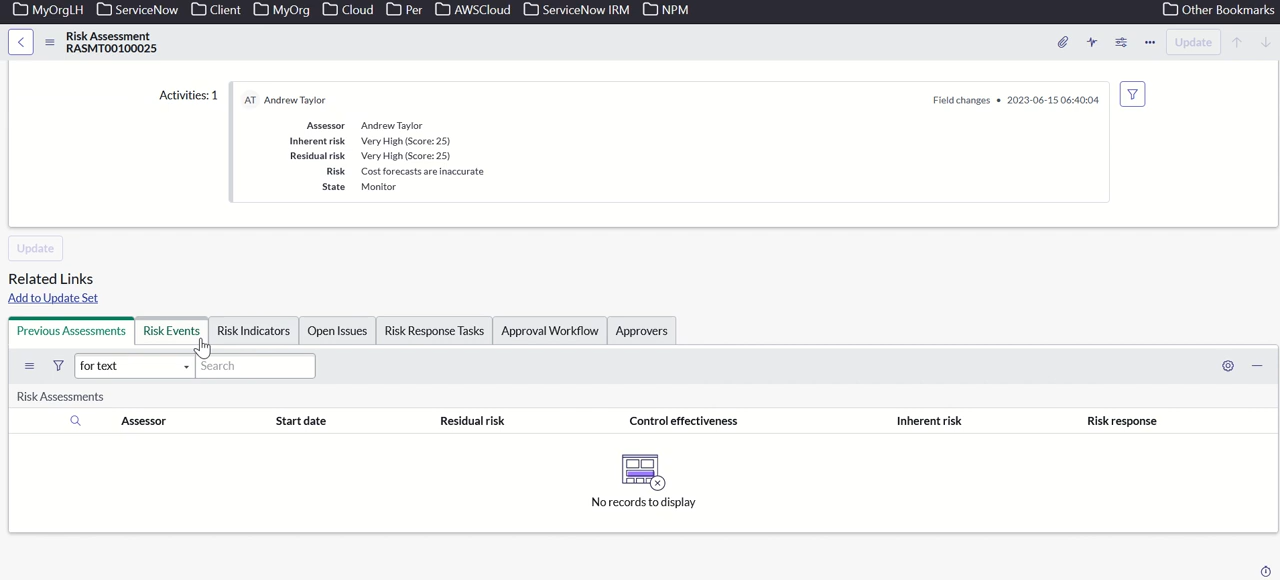 MyOrgLH ServiceNow Client MyOrg Cloud Per AWSCloud ServiceNow IRM NPM Other Bookmarks
Risk Assessment
RASMT00100025
Update
Activities: 1
AT Andrew Taylor Field changes • 2023-06-15 06:40:04
Assessor Andrew Taylor
Inherent risk Very High (Score: 25)
Residual risk Very High (Score: 25)
Risk Cost forecasts are inaccurate
State Monitor
Update
Related Links
Add to Update Set
Previous Assessments Risk Events Risk Indicators Open Issues Risk Response Tasks Approval Workflow Approvers
for text Search
Risk Assessments
Assessor Start date Residual risk Control effectiveness Inherent risk Risk response
No records to display